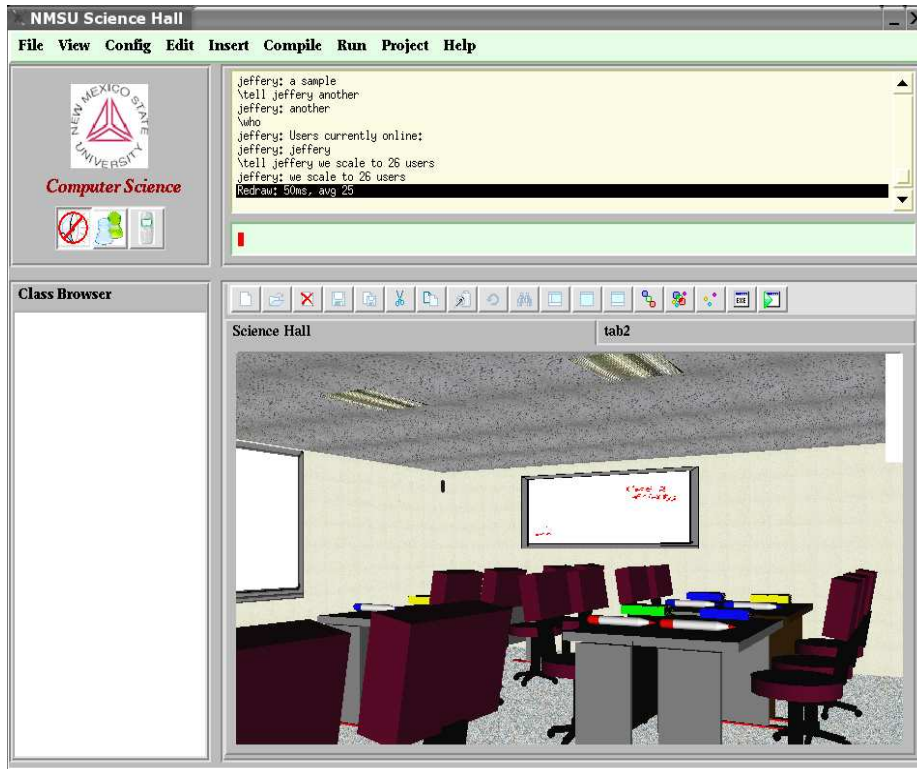 NMSU Science Hall
File View Config Edit Insert Compile Run Project Help
NEW MEXICO STATE UNIVERSITY
Computer Science
jeffery: a sample
\tell jeffery another
jeffery: another
\who
jeffery: Users currently online:
jeffery: jeffery
\tell jeffery we scale to 26 users
jeffery: we scale to 26 users
Redraw: 50ms, avg 25
Class Browser
EXE
Science Hall tab2